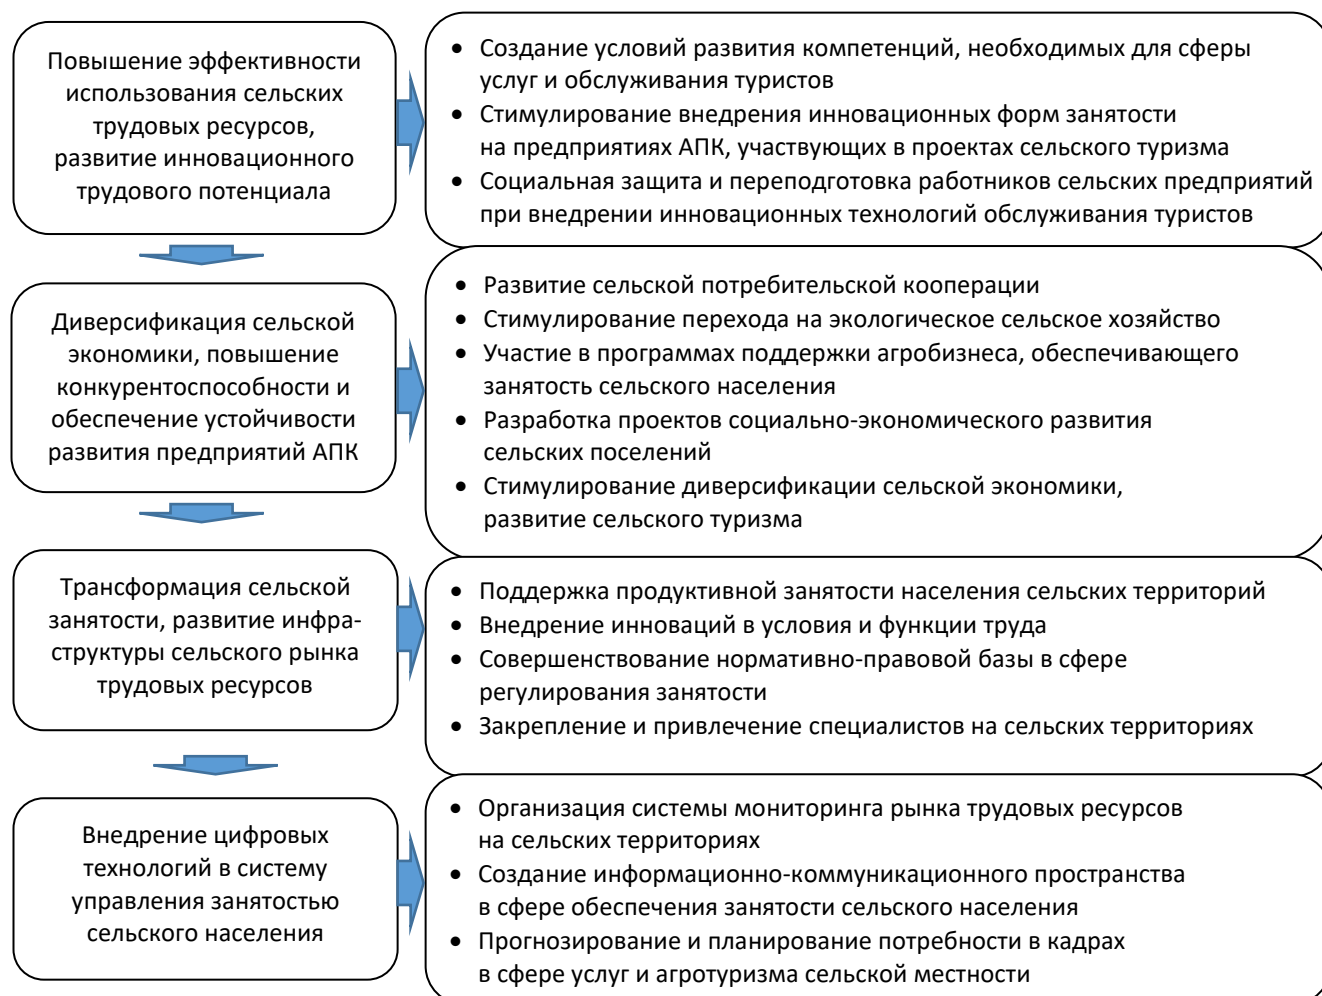 Повышение эффективности
использования сельских
трудовых ресурсов,
развитие инновационного
трудового потенциала
• Создание условий развития компетенций, необходимых для сферы
услуг и обслуживания туристов
• Стимулирование внедрения инновационных форм занятости
на предприятиях АПК, участвующих в проектах сельского туризма
• Социальная защита и переподготовка работников сельских предприятий
при внедрении инновационных технологий обслуживания туристов
Диверсификация сельской
экономики, повышение
конкурентоспособности и
обеспечение устойчивости
развития предприятий АПК
• Развитие сельской потребительской кооперации
• Стимулирование перехода на экологическое сельское хозяйство
• Участие в программах поддержки агробизнеса, обеспечивающего
занятость сельского населения
• Разработка проектов социально-экономического развития
сельских поселений
• Стимулирование диверсификации сельской экономики,
развитие сельского туризма
Трансформация сельской
занятости, развитие инфра-
структуры сельского рынка
трудовых ресурсов
• Поддержка продуктивной занятости населения сельских территорий
• Внедрение инноваций в условия и функции труда
• Совершенствование нормативно-правовой базы в сфере
регулирования занятости
• Закрепление и привлечение специалистов на сельских территориях
Внедрение цифровых
технологий в систему
управления занятостью
сельского населения
• Организация системы мониторинга рынка трудовых ресурсов
на сельских территориях
• Создание информационно-коммуникационного пространства
в сфере обеспечения занятости сельского населения
• Прогнозирование и планирование потребности в кадрах
в сфере услуг и агротуризма сельской местности